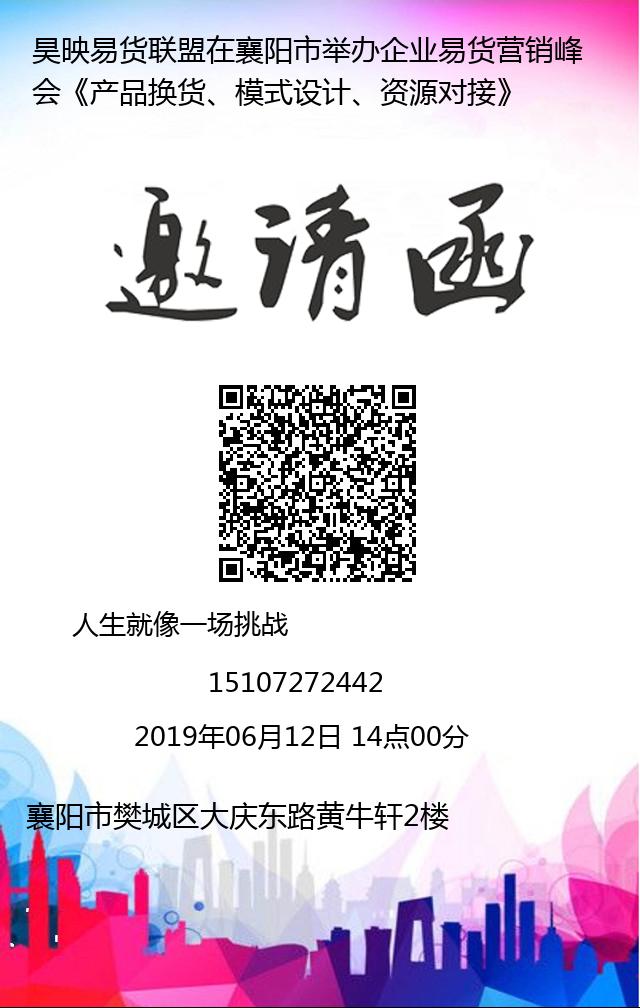 昊映易货联盟在襄阳市举办企业易货营销峰
会《产品换货、模式设计、资源对接》
邀请函
人生就像一场挑战
15107272442
2019年06月12日 14点00分
襄阳市樊城区大庆东路黄牛轩2楼